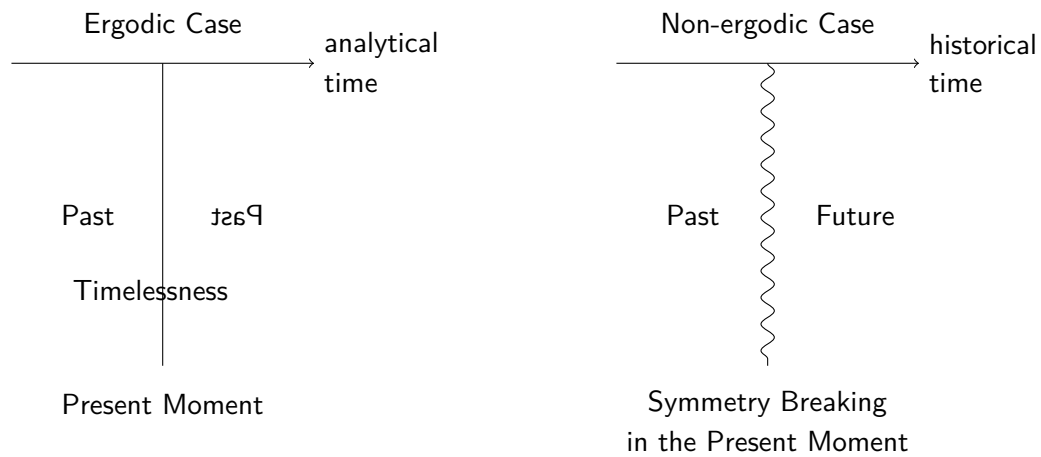 Ergodic Case
analytical
time
Past
Past
Timelessness
Present Moment
Non-ergodic Case
historical
time
Past
Future
Symmetry Breaking
in the Present Moment